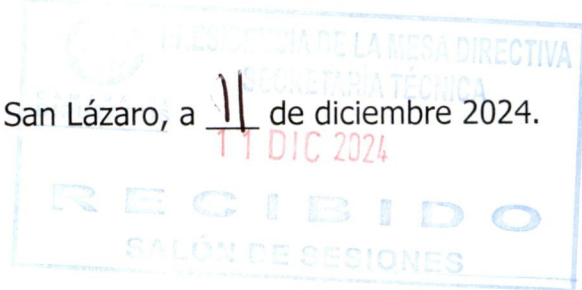 PRESIDENCIA DE LA MESA DIRECTIVA
SECRETARÍA TÉCNICA
San Lázaro, a 11 de diciembre 2024.
11 DIC 2024
RECIBIDO
SALÓN DE SESIONES